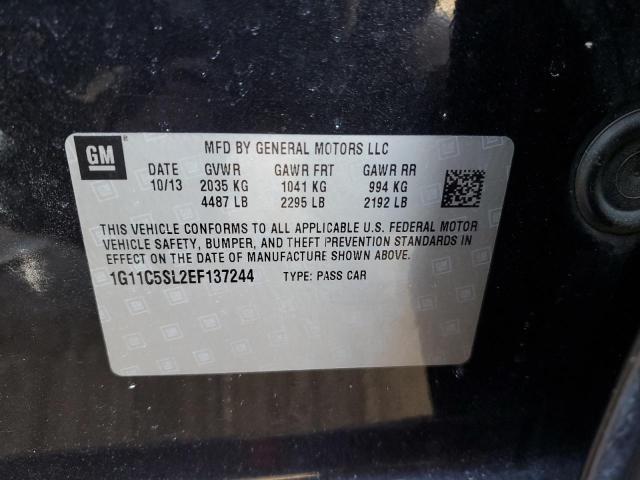 GM
MFD BY GENERAL MOTORS LLC
DATE GVWR GAWR FRT GAWR RR
10/13 2035 KG 1041 KG 994 KG
4487 LB 2295 LB 2192 LB
THIS VEHICLE CONFORMS TO ALL APPLICABLE U.S. FEDERAL MOTOR
VEHICLE SAFETY, BUMPER, AND THEFT PREVENTION STANDARDS IN
EFFECT ON THE DATE OF MANUFACTURE SHOWN ABOVE.
1G11C5SL2EF137244 TYPE: PASS CAR